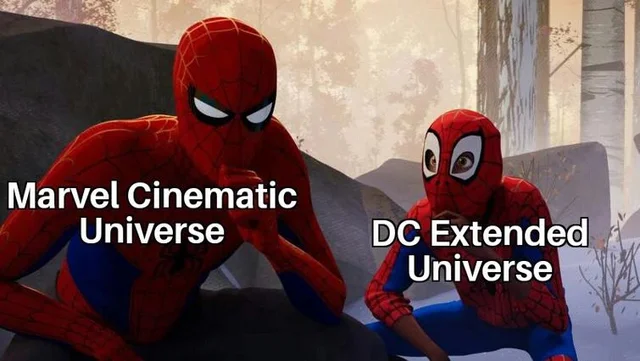 Marvel Cinematic
Universe
DC Extended
Universe